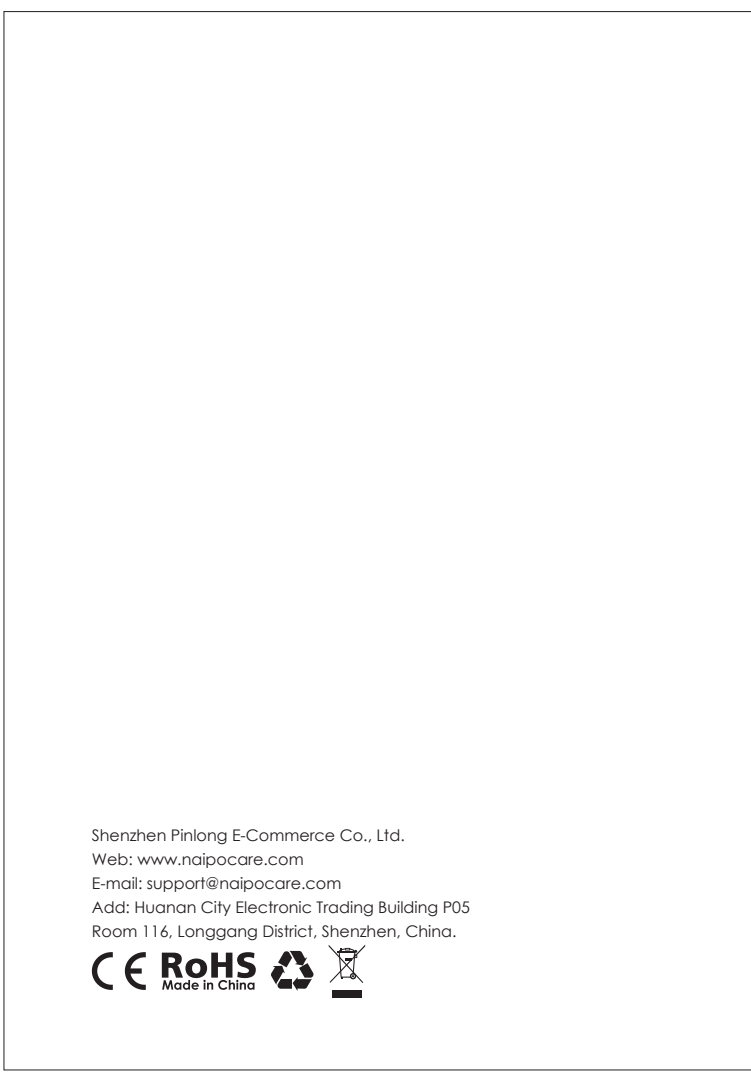 Shenzhen Pinlong E-Commerce Co., Ltd.
Web: www.naipocare.com
E-mail: support@naipocare.com
Add: Huanan City Electronic Trading Building P05
Room 116, Longgang District, Shenzhen, China.
CE RoHS
Made in China